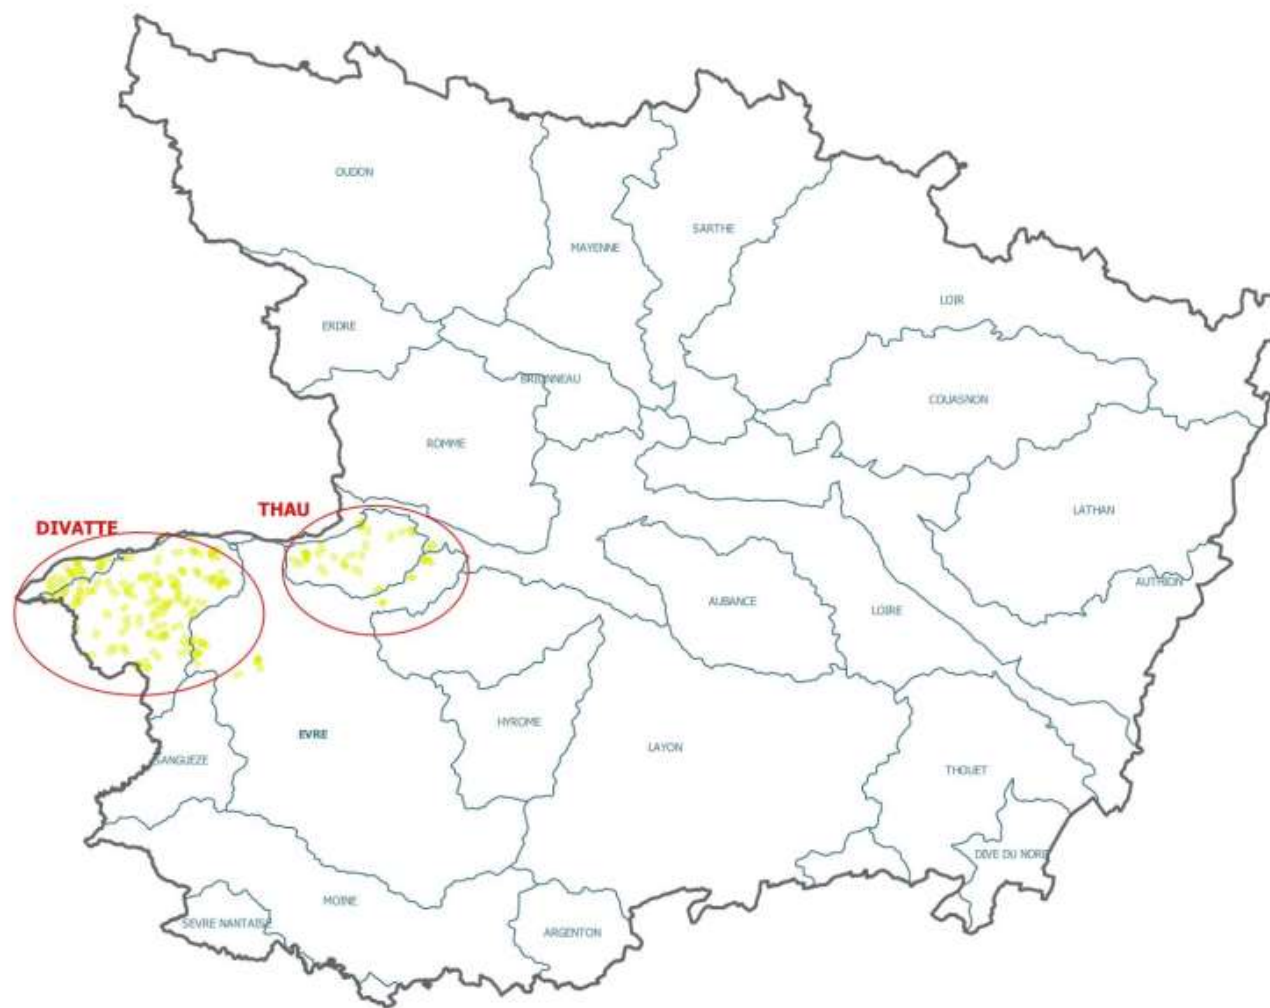 OUDON
SARTHE
MAYENNE
LOIR
ERDRE
BRIONNEAU
COUASNON
ROMME
THAU
LATHAN
DIVATTE
AUTHION
AUBANCE
LOIRE
HYROME
EVRE
LAYON
SANGUEZE
THOUET
DIVE DU NORD
MOINE
SEVRE NANTAISE
ARGENTON